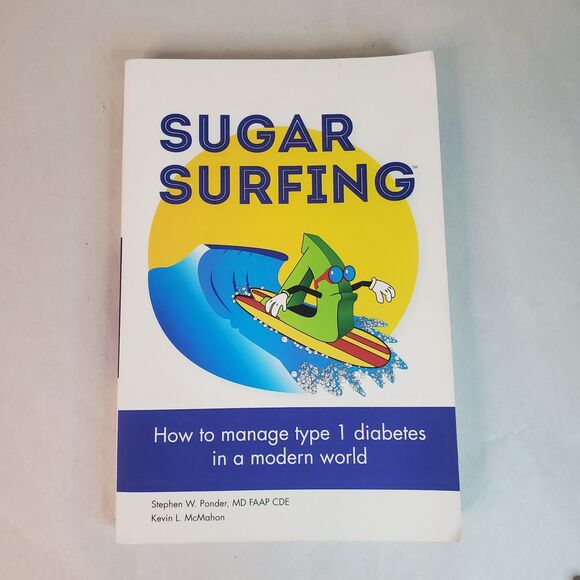 SUGAR
SURFING™
How to manage type 1 diabetes
in a modern world
Stephen W. Ponder, MD FAAP CDE
Kevin L. McMahon